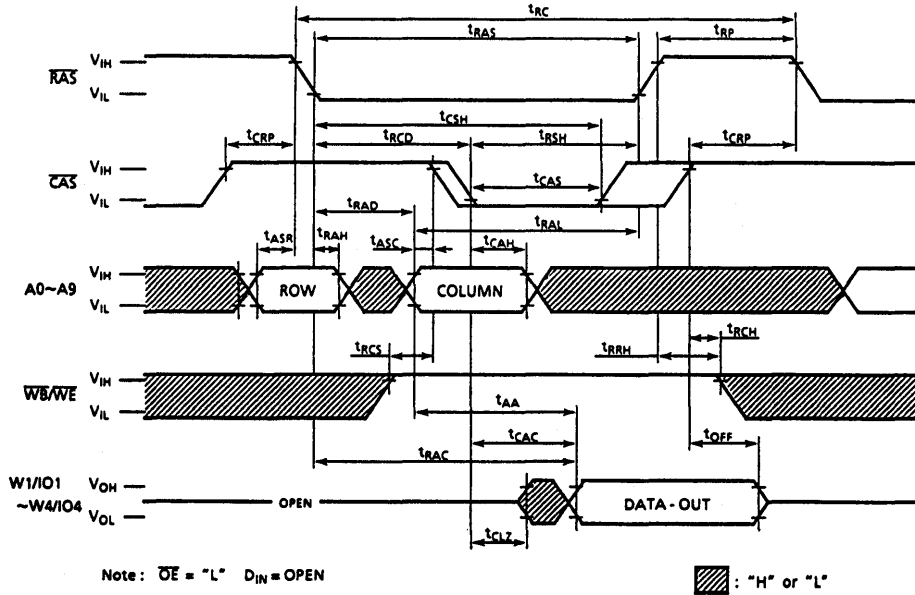 tRC
tRAS tRP
RAS VIH
VIL
tCSH
tCRP tRCD tRSH tCRP
CAS VIH
VIL
tCAS
tRAD tRAL
tASR tRAH tASC tCAH
A0~A9 VIH
VIL
ROW COLUMN
tRCH
tRCS tRRH
WB/WE VIH
VIL
tAA
tCAC tOFF
tRAC
W1/IO1
~W4/IO4
VOH
VOL
OPEN DATA - OUT
tCLZ
Note : OE = "L" DIN = OPEN : "H" or "L"